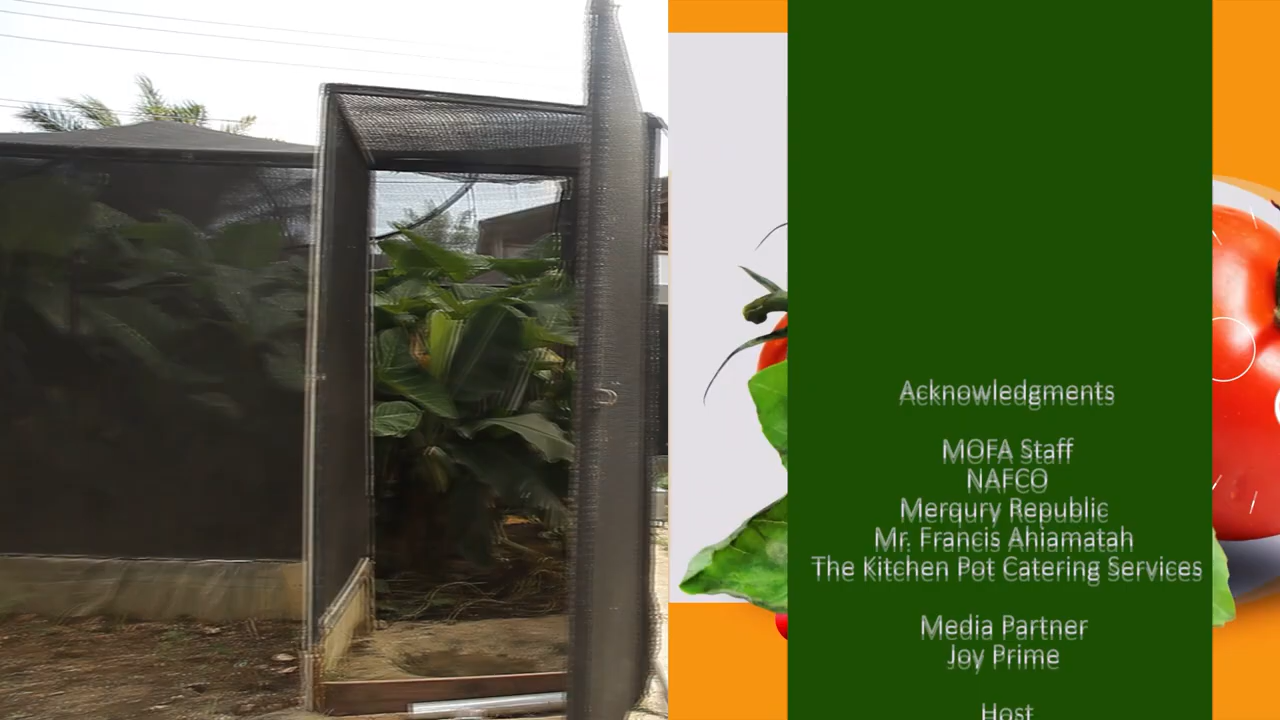 Acknowledgments
MOFA Staff
NAFCO
Merqury Republic
Mr. Francis Ahiamatah
The Kitchen Pot Catering Services
Media Partner
Joy Prime
Host